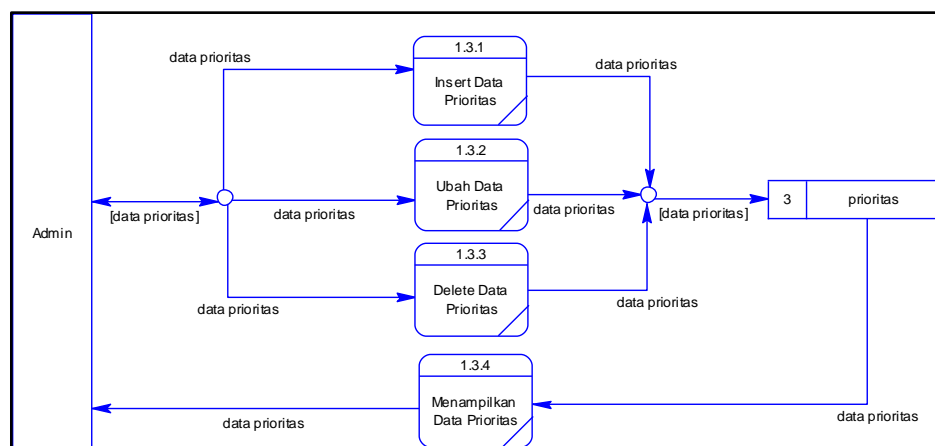 1.3.1
data prioritas
data prioritas
Insert Data
Prioritas
1.3.2
Ubah Data
Prioritas
[data prioritas]
data prioritas
data prioritas
[data prioritas]
3
prioritas
Admin
1.3.3
Delete Data
Prioritas
data prioritas
data prioritas
1.3.4
Menampilkan
Data Prioritas
data prioritas
data prioritas